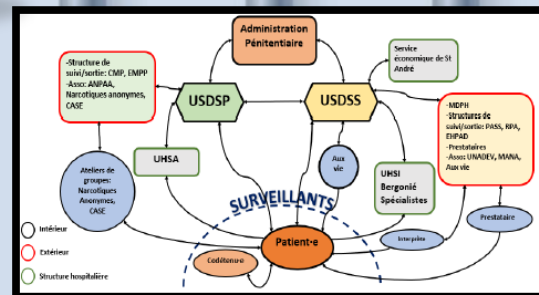 Administration
Pénitentiaire
Service
économique de St
André
-Structure de
suivi/sortie: CMP, EMPP
-Asso: ANPAA,
Narcotiques anonymes,
CASE
USDSP
USDSS
-MDPH
-Structures de
suivi/sortie: PASS, RPA,
EHPAD
-Prestataires
-Asso: UNADEV, MANA,
Aux vie
UHSA
Aux
vie
Ateliers de
groupes:
Narcotiques
Anonymes,
CASE
UHSI
Bergonié
Spécialistes
SURVEILLANTS
Prestataire
Interprète
Patient·e
Codétenu·e
Intérieur
Extérieur
Structure hospitalière